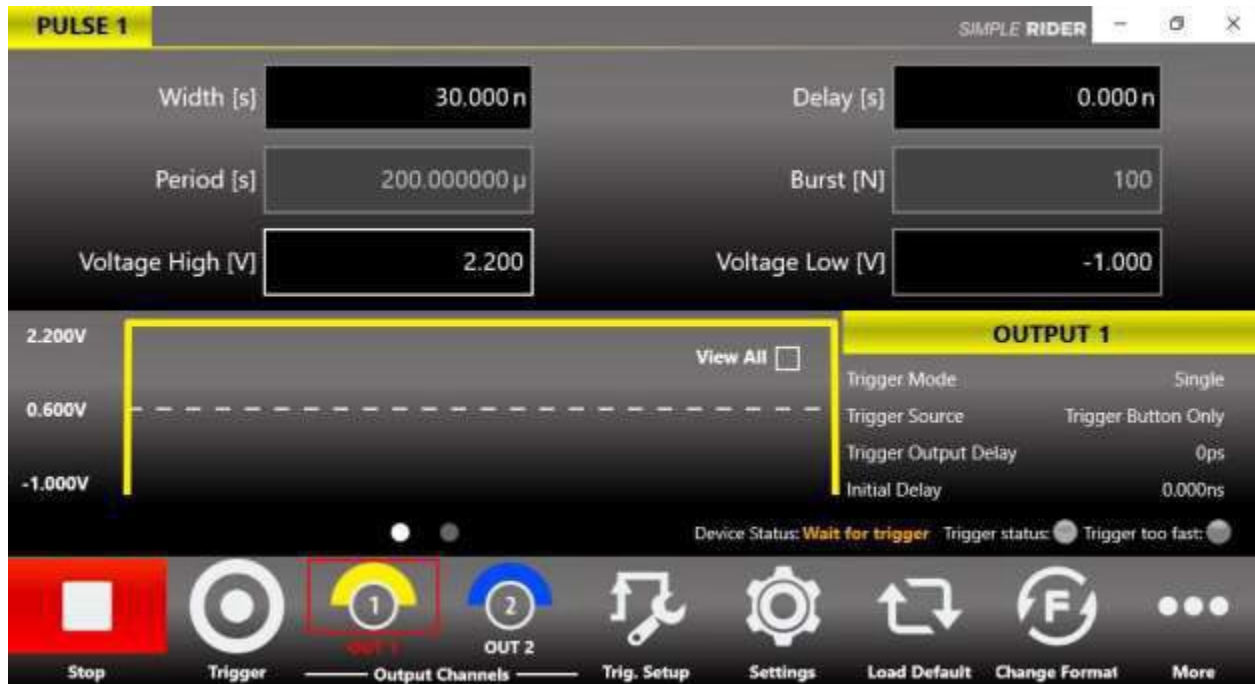 PULSE 1
SIMPLE RIDER
Width [s] 30.000 n Delay [s] 0.000 n
Period [s] 200.000000 µ Burst [N] 100
Voltage High [V] 2.200 Voltage Low [V] -1.000
2.200V
View All
0.600V
-1.000V
OUTPUT 1
Trigger Mode Single
Trigger Source Trigger Button Only
Trigger Output Delay 0ps
Initial Delay 0.000ns
Device Status: Wait for trigger Trigger status: Trigger too fast:
1 2 F
OUT 1 OUT 2
Stop Trigger Output Channels Trig. Setup Settings Load Default Change Format More